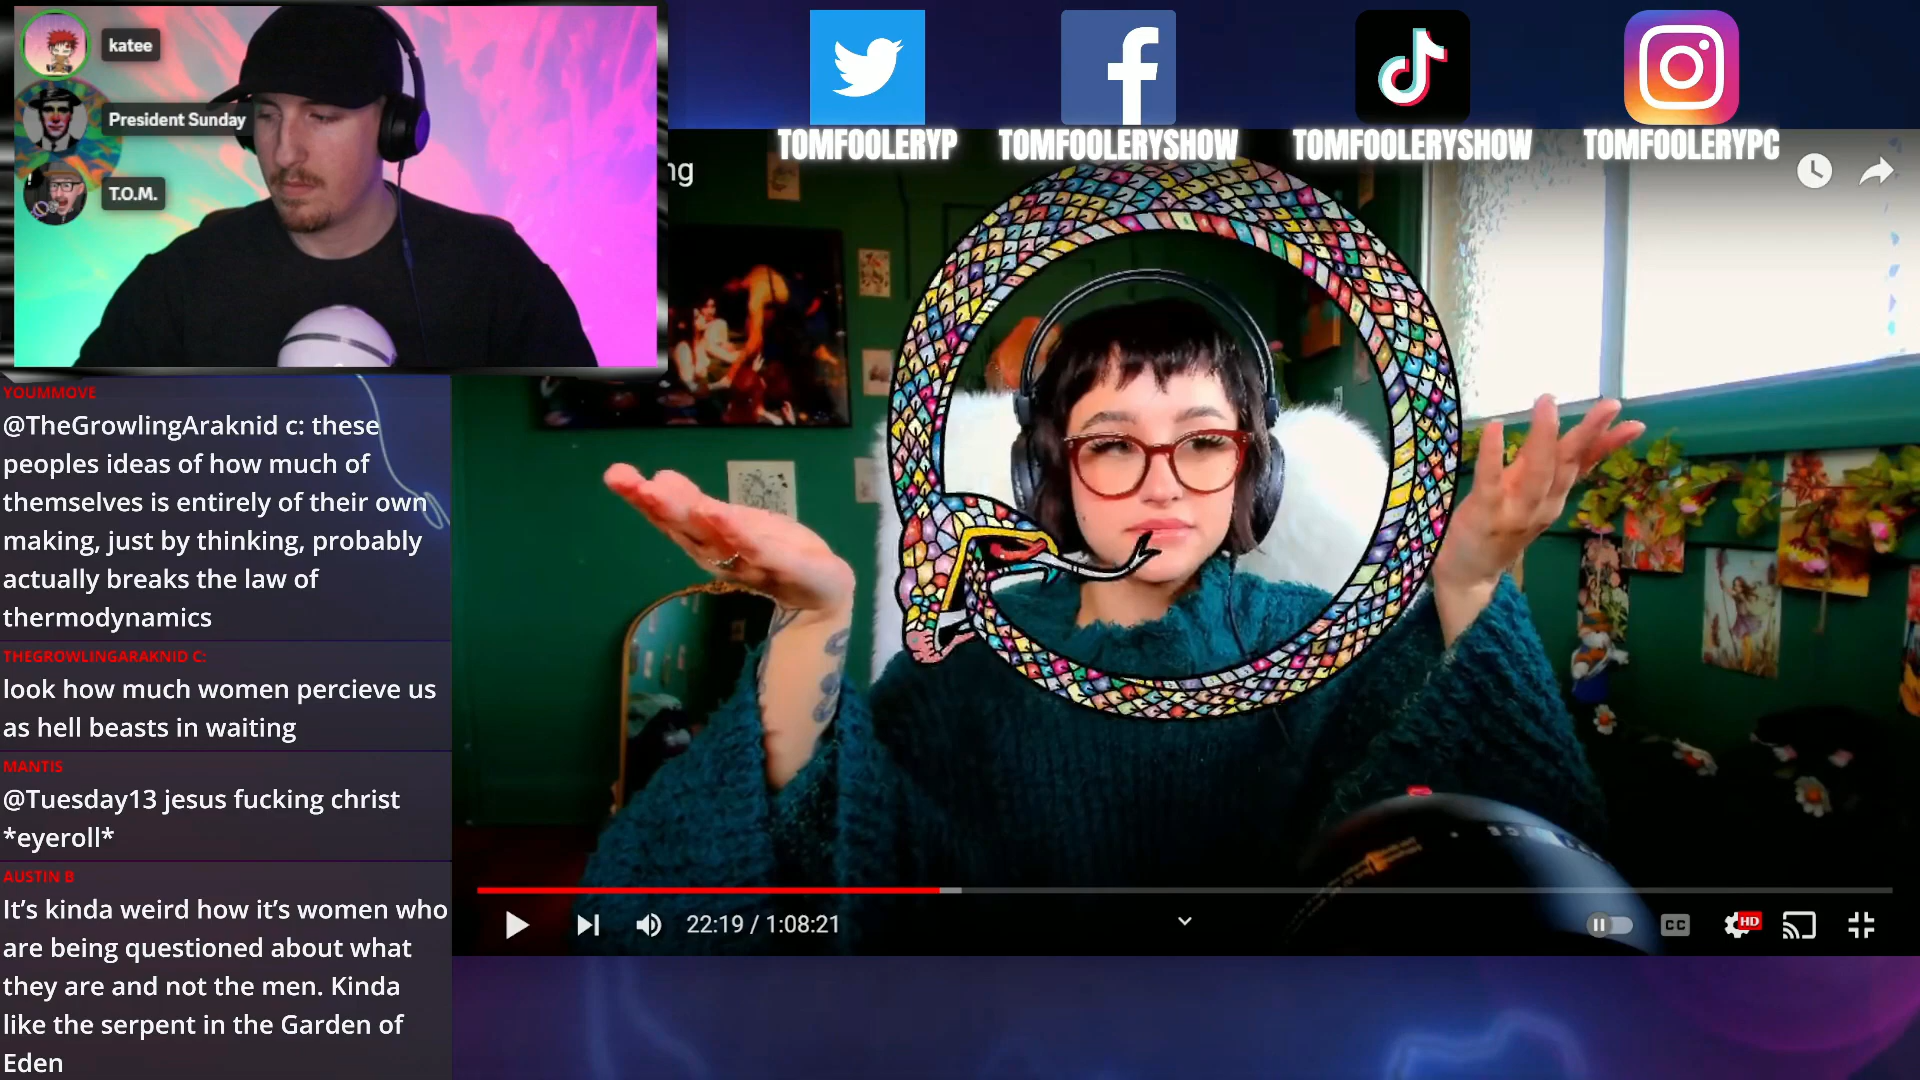 katee
President Sunday
T.O.M.
TOMFOOLERYP
TOMFOOLERYSHOW
TOMFOOLERYSHOW
TOMFOOLERYPC
ng
YOUMMOVE
@TheGrowlingAraknid c: these
peoples ideas of how much of
themselves is entirely of their own
making, just by thinking, probably
actually breaks the law of
thermodynamics
THEGROWLINGARAKNID C:
look how much women percieve us
as hell beasts in waiting
MANTIS
@Tuesday13 jesus fucking christ
*eyeroll*
AUSTIN B
It’s kinda weird how it’s women who
are being questioned about what
they are and not the men. Kinda
like the serpent in the Garden of
Eden
22:19 / 1:08:21
CC
HD